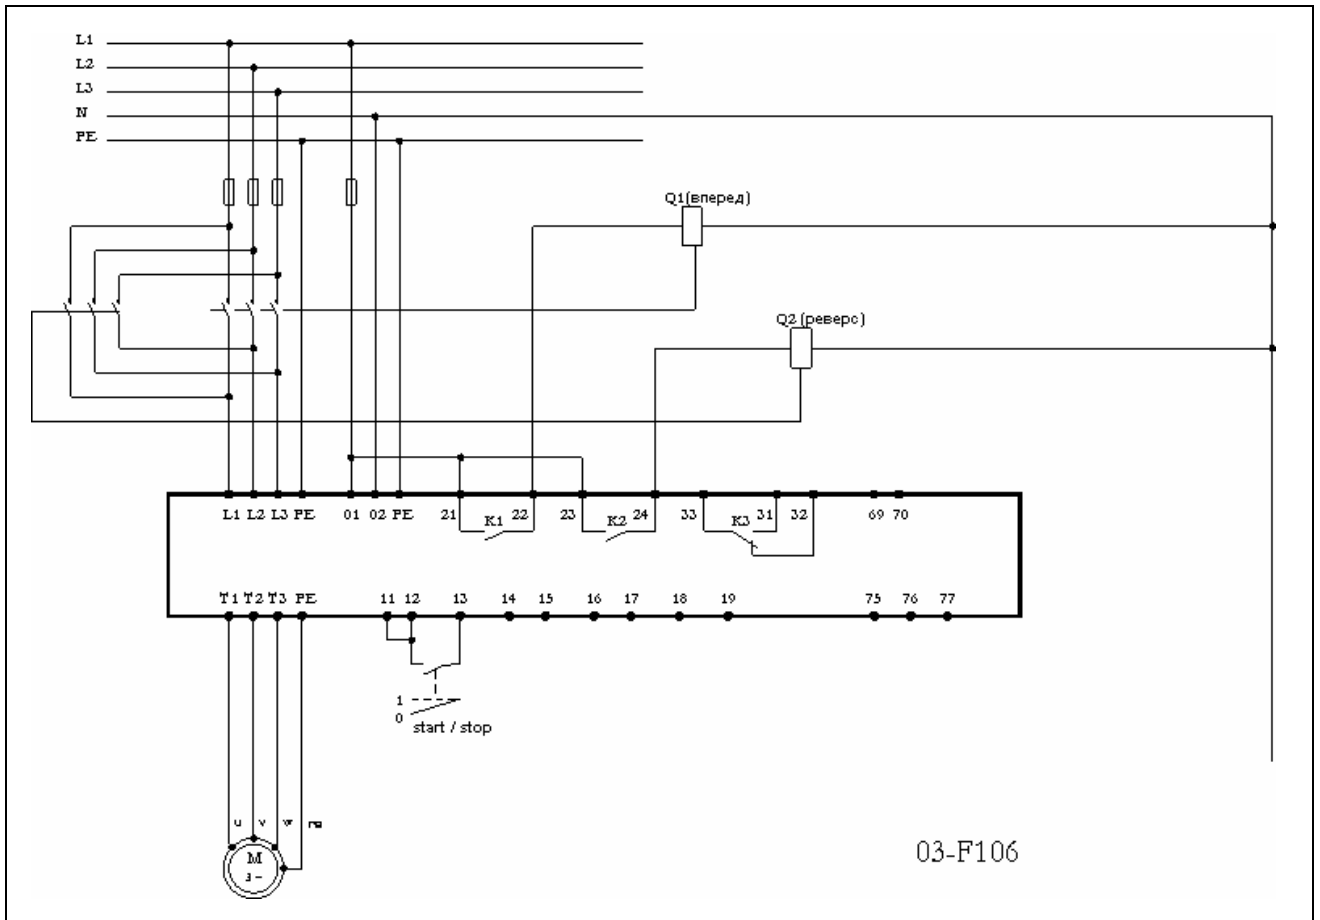 L1
L2
L3
N
PE
Q1(вперед)
Q2 (реверс)
L1 L2 L3 PE 01 02 PE 21 K1 22 23 K2 24 33 K3 31 32 69 70
T1 T2 T3 PE 11 12 13 14 15 16 17 18 19 75 76 77
1
0
start / stop
u v w
M
3~
03-F106